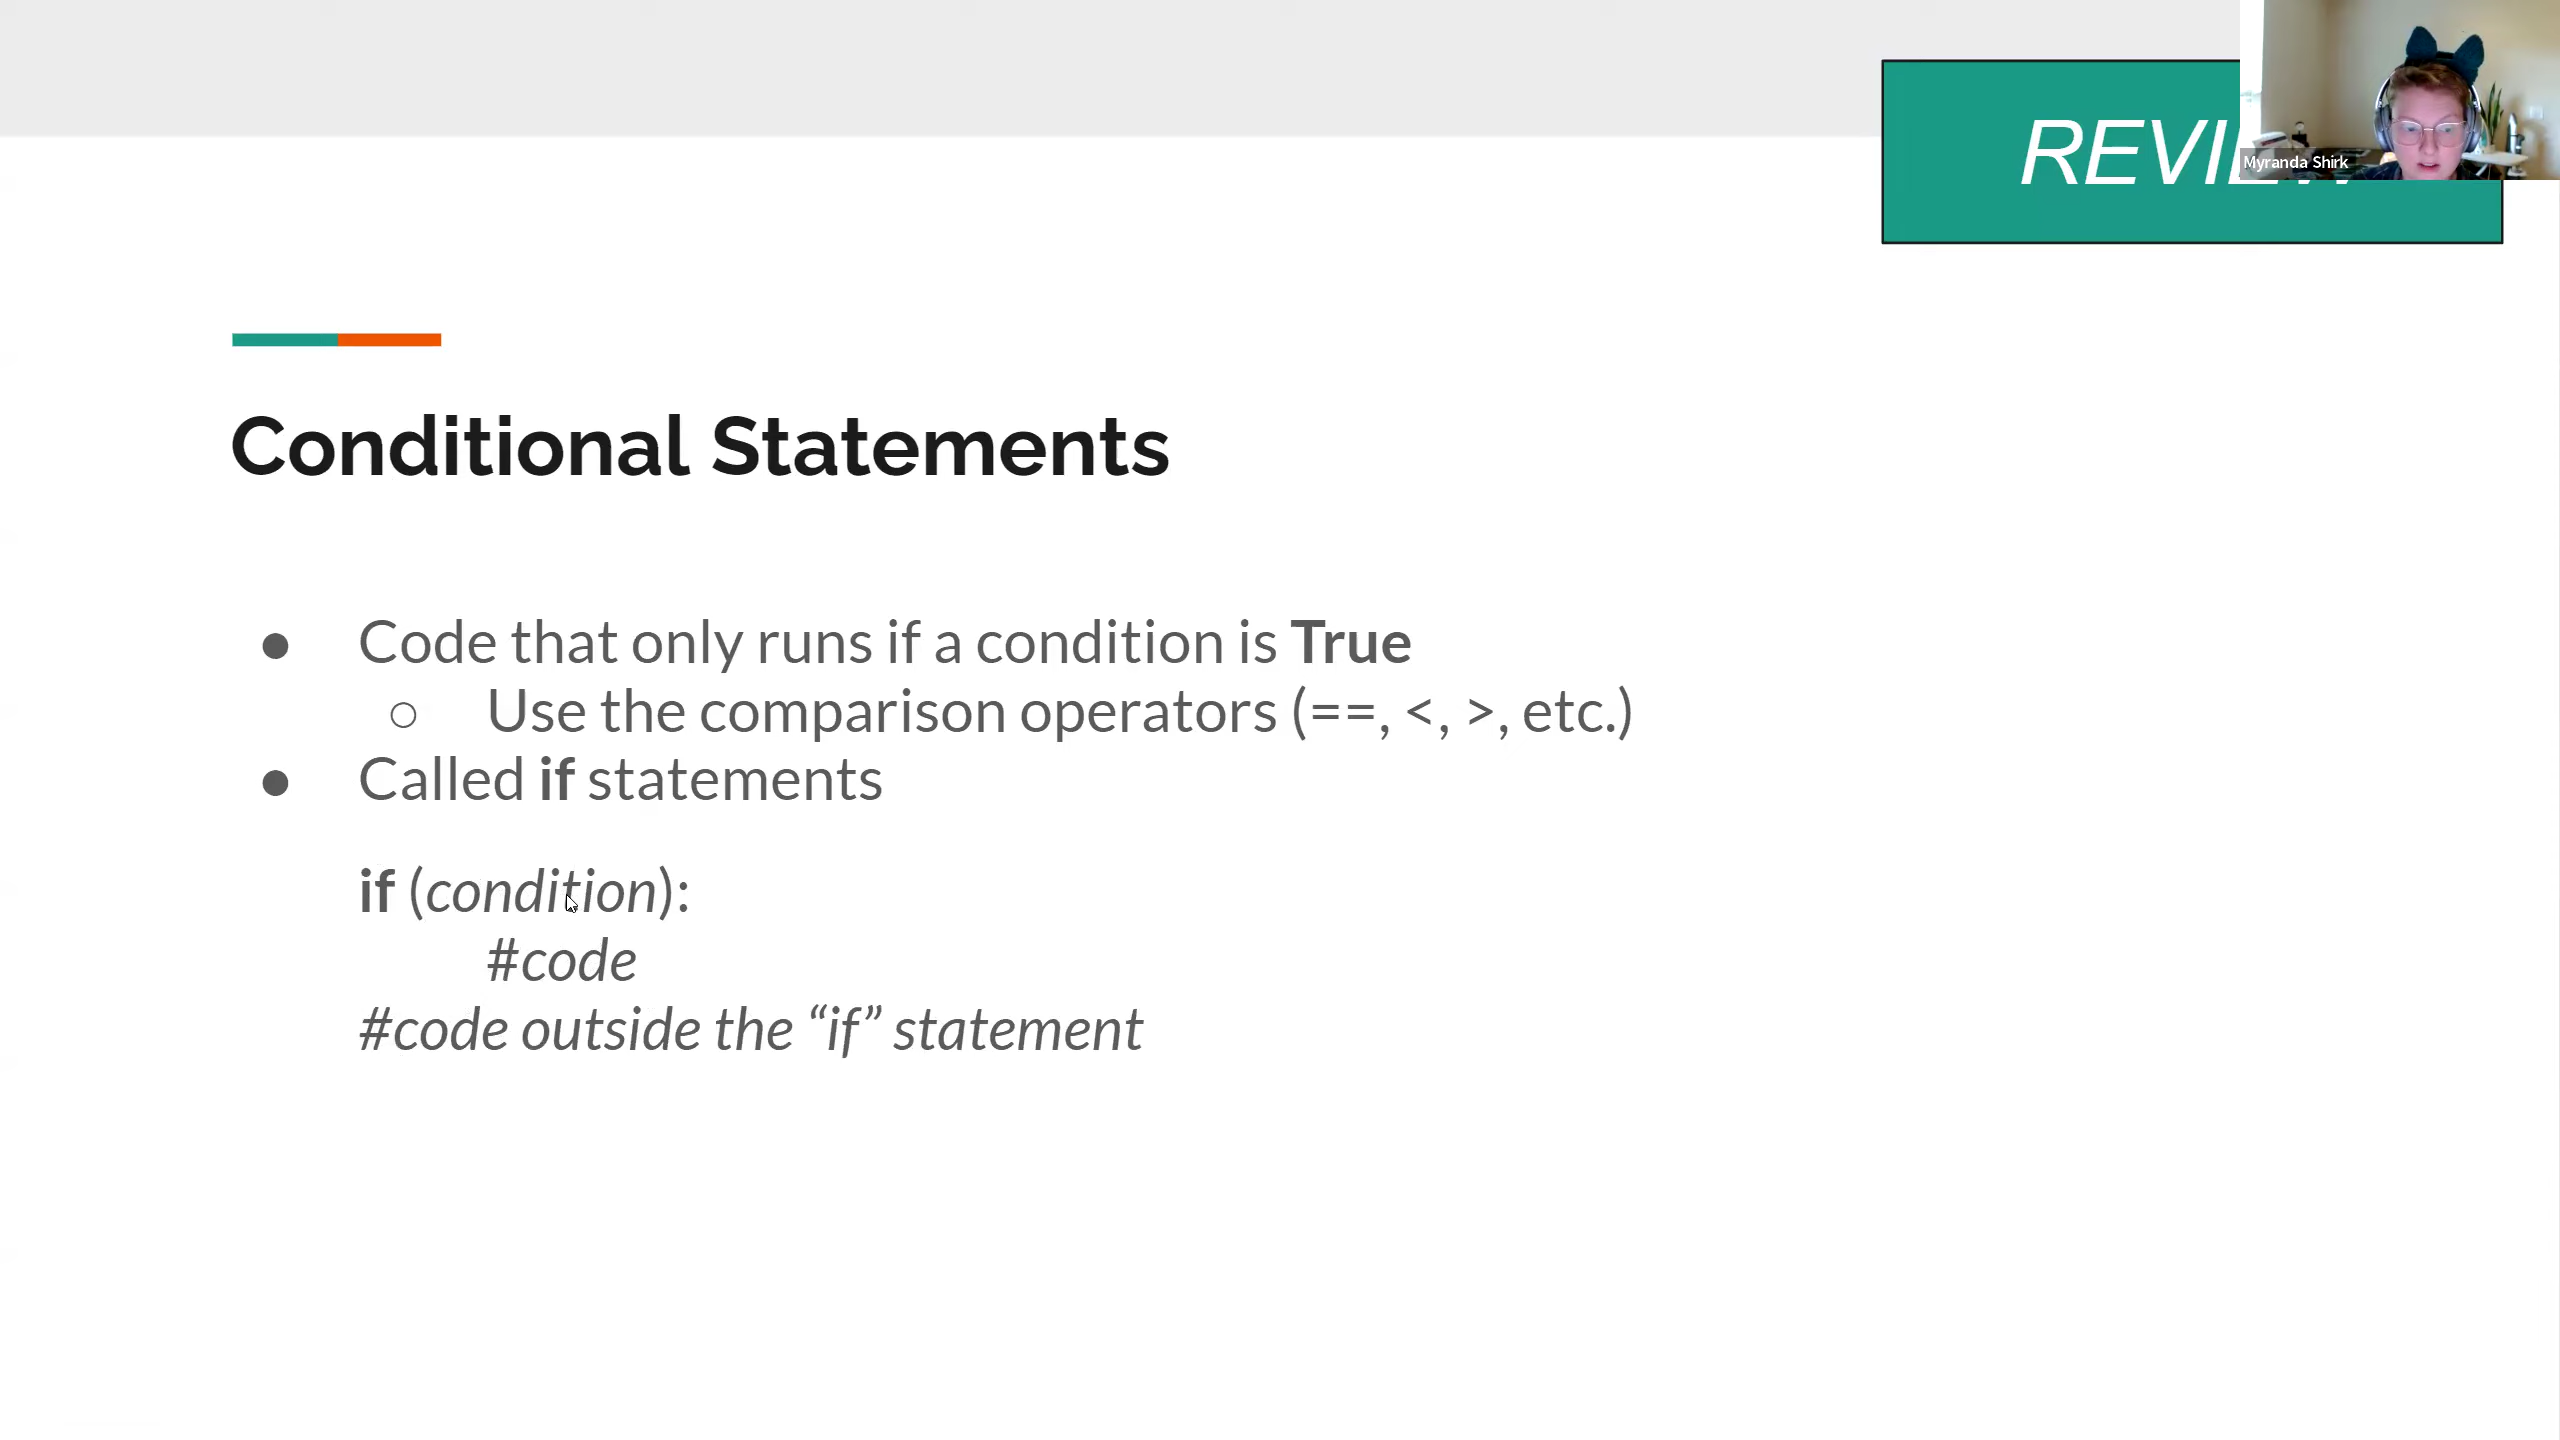 REVIEW
Myranda Shirk
Conditional Statements
● Code that only runs if a condition is True
○ Use the comparison operators (==, <, >, etc.)
● Called if statements
if (condition):
#code
#code outside the “if” statement